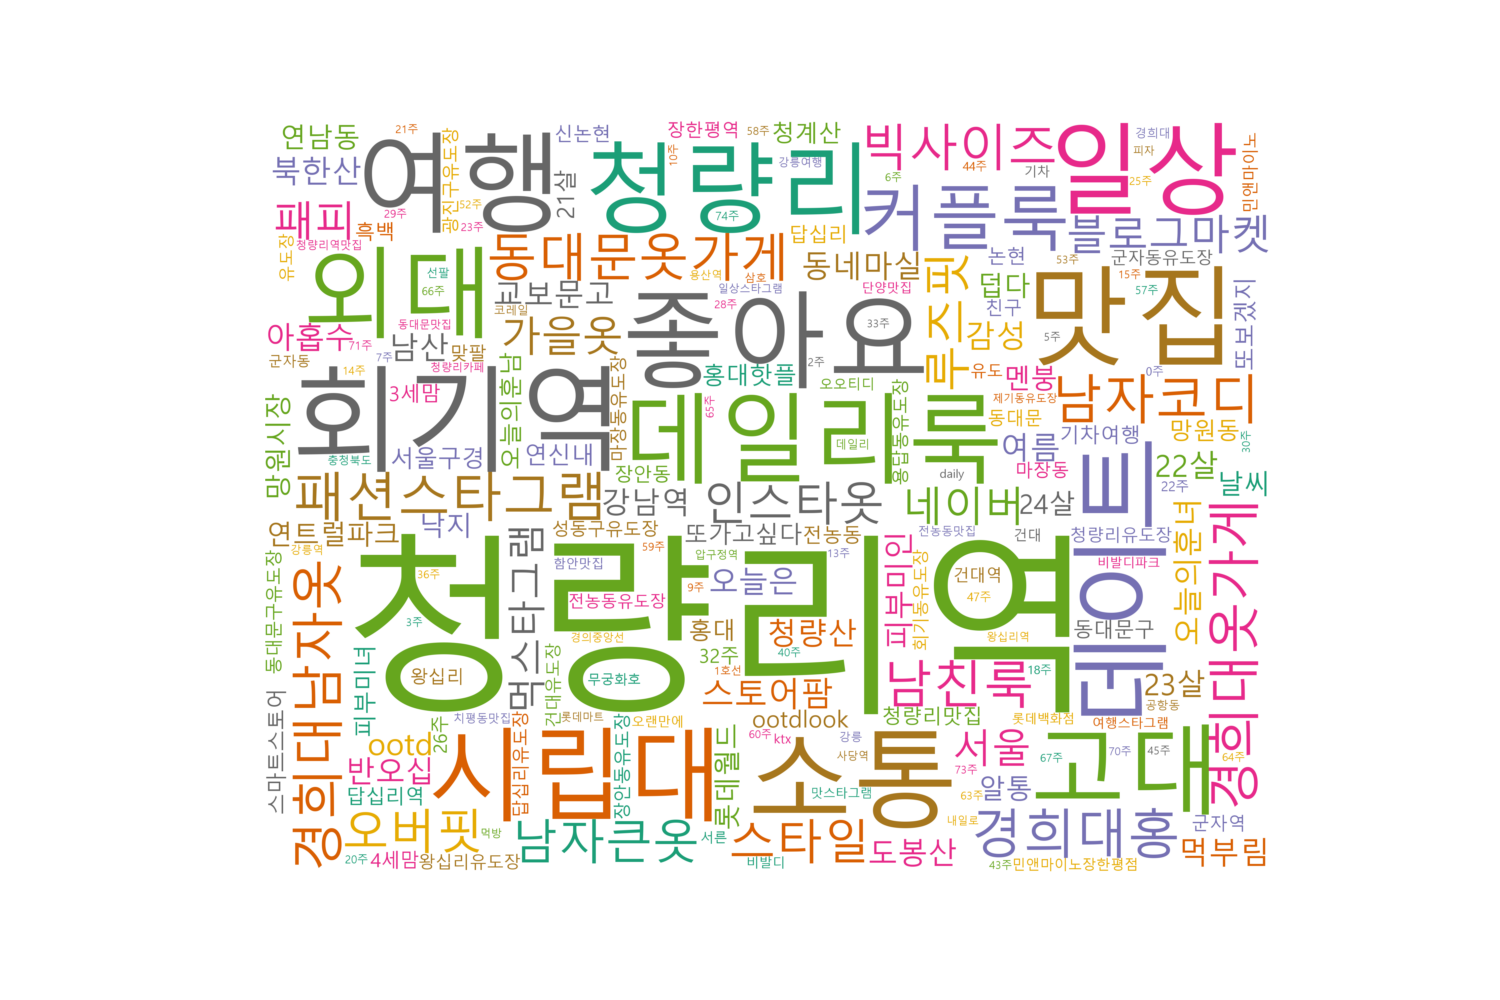 연남동
21주
광진구유도장
여행
신논현
10주
장한평역
58주
청계산
빅사이즈
일상
경희대
피자
민앤마이노
북한산
21살
청량리
강릉여행
6주
44주
기차
25주
패피
29주
52주
23주
흑백
74주
답십리
커플룩
블로그마켓
청량리역맛집
유도장
외대
선팔
66주
동대문옷가게
용산역
삼호
동네마실
논현
53주
군자동유도장
15주
57주
코레일
교보문고
일상스타그램
28주
단양맛집
루즈핏
덥다
친구
맛집
또보겠지
아홉수
동대문맛집
71주
남산
맞팔
가을옷
좋아요
33주
감성
5주
군자동
7주
청량리카페
14주
회기역
3세맘
오늘의훈남
마장동유도장
2주
홍대핫플
오오티디
유도
멘붕
0주
남자코디
망원시장
충청북도
서울구경
연신내
데일리룩
65주
데일리
용답동유도장
제기동유도장
동대문
여름
기차여행
망원동
30주
장안동
daily
마장동
22살
22주
날씨
패션스타그램
강남역
인스타옷
네이버
24살
데이트
연트럴파크
낙지
성동구유도장
또가고싶다
전농동
전농동맛집
건대
청량리유도장
강릉역
동대문구유도장
경희대남자옷
먹스타그램
함안맛집
59주
압구정역
13주
피부미인
회기동유도장
비발디파크
오늘의훈녀
경희대옷가게
36주
청량리역
전농동유도장
9주
오늘은
건대역
47주
3주
경의중앙선
홍대
청량산
왕십리역
동대문구
피부미녀
왕십리
건대유도장
무궁화호
32주
40주
1호선
18주
남친룩
23살
스토어팜
공항동
스마트스토어
치평동맛집
답십리유도장
롯데마트
오랜만에
ootdlook
청량리맛집
롯데백화점
여행스타그램
ootd
26주
시립대
장안동유도장
롯데월드
60주
ktx
강릉
사당역
소통
서울
73주
고대
67주
70주
45주
64주
반오십
답십리역
맛스타그램
63주
알통
오버핏
먹방
남자큰옷
서른
스타일
내일로
경희대홍
군자역
20주
4세맘
왕십리유도장
비발디
도봉산
43주
민앤마이노장한평점
먹부림